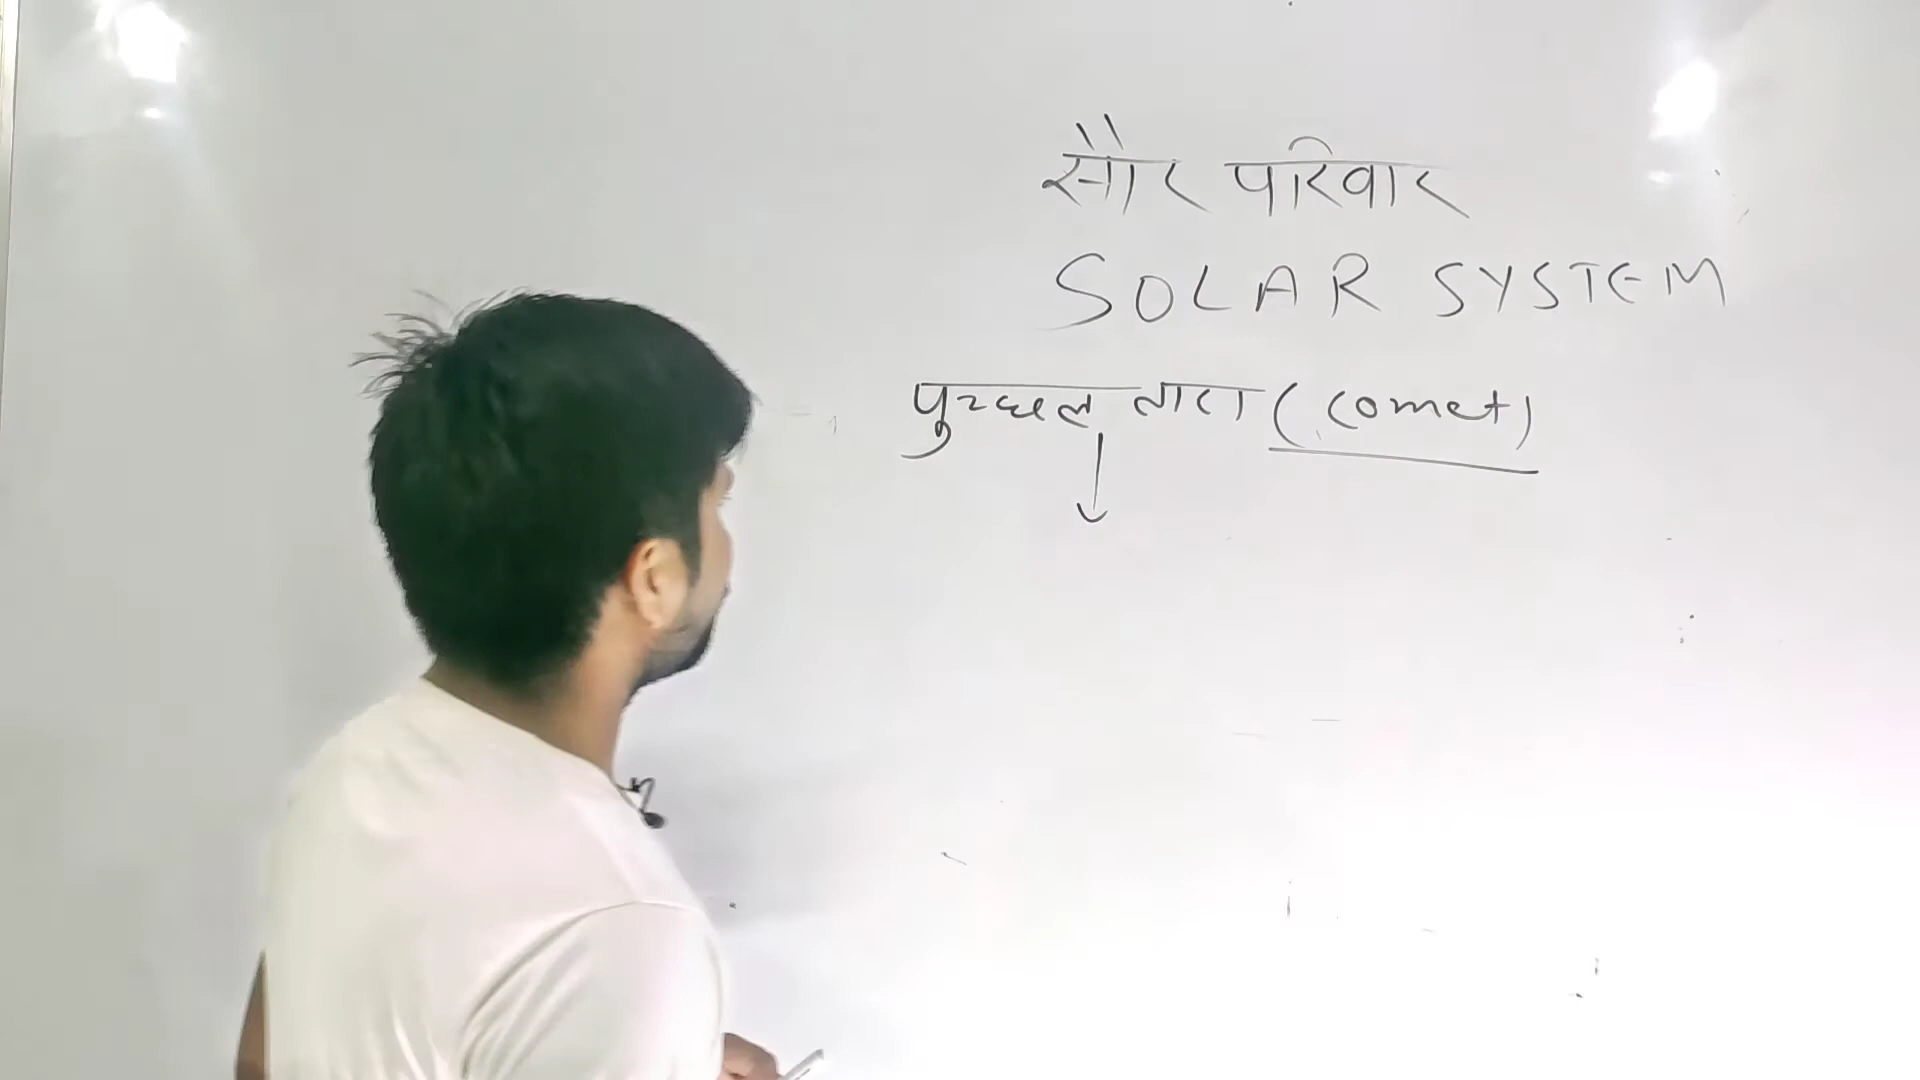 सौर परिवार
SOLAR SYSTEM
पुच्छल तारा (comet)